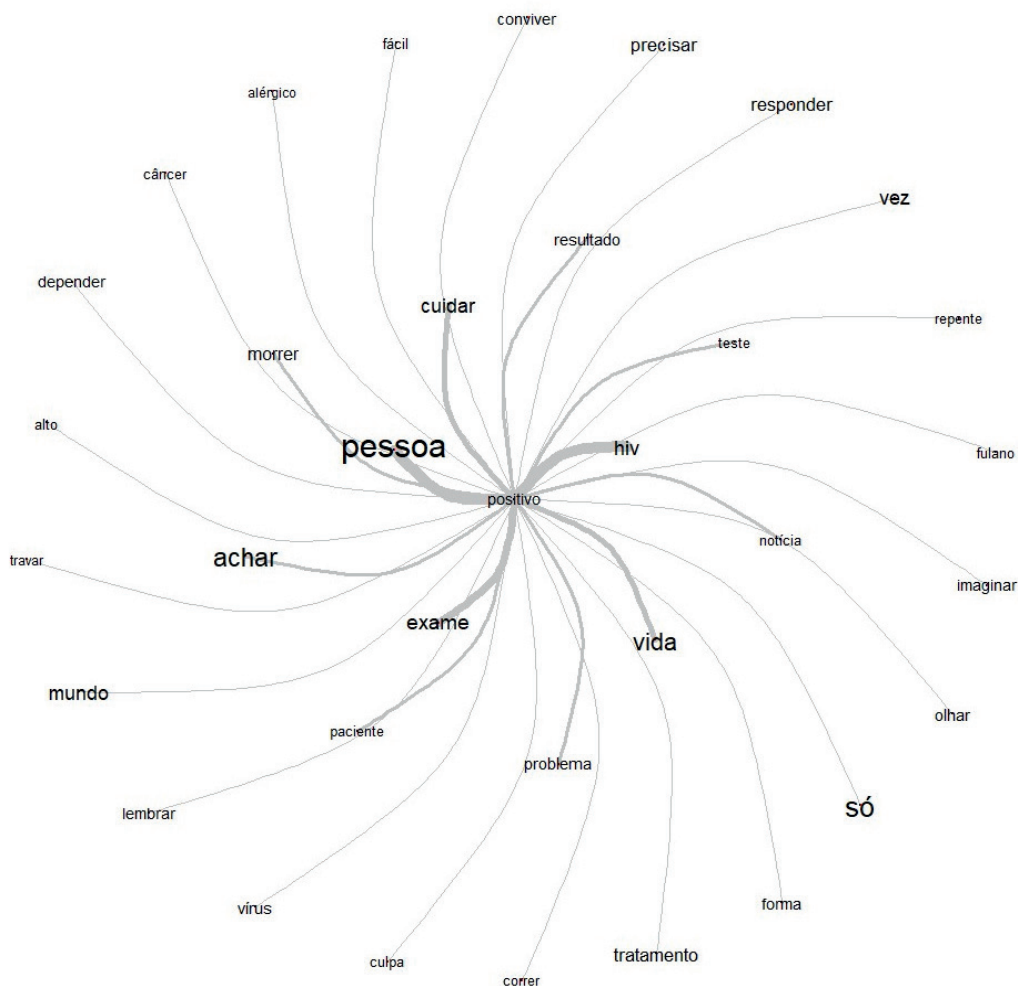 conviver
fácil
precisar
alérgico
responder
câncer
vez
resultado
depender
cuidar
repente
teste
morrer
alto
pessoa
hiv
fulano
positivo
notícia
achar
travar
imaginar
exame
vida
mundo
olhar
paciente
problema
só
lembrar
forma
vírus
tratamento
culpa
correr